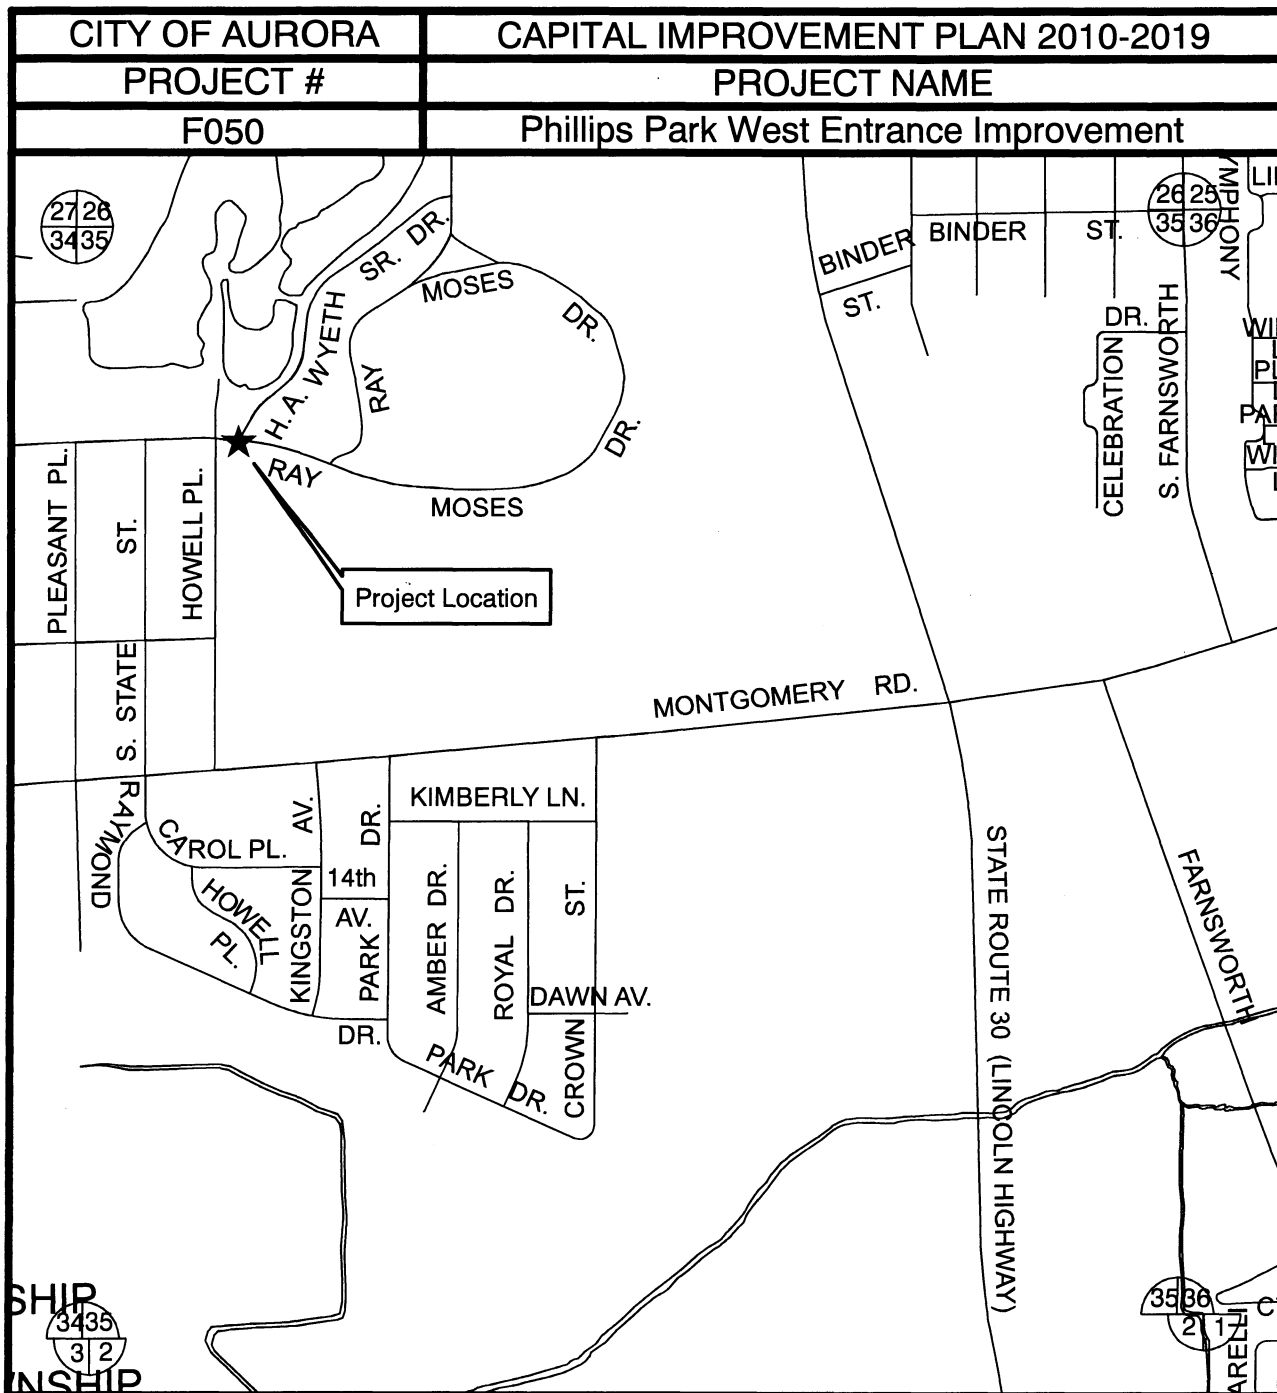 CITY OF AURORA
CAPITAL IMPROVEMENT PLAN 2010-2019
PROJECT #
PROJECT NAME
F050
Phillips Park West Entrance Improvement
27 26
34 35
26 25
35 36
SR. DR.
H. A. WYETH
MOSES
DR.
RAY
DR.
RAY
MOSES
BINDER
ST.
BINDER ST.
DR.
CELEBRATION
S. FARNSWORTH
PLEASANT PL.
ST.
S. STATE
HOWELL PL.
Project Location
MONTGOMERY RD.
RAYMOND
CAROL PL.
HOWELL
PL.
AV.
KINGSTON
DR.
PARK
14th
AV.
DR.
KIMBERLY LN.
AMBER DR.
ROYAL DR.
ST.
CROWN
DAWN AV.
PARK DR.
STATE ROUTE 30 (LINCOLN HIGHWAY)
FARNSWORTH
34 35
3 2
35 36
2 1